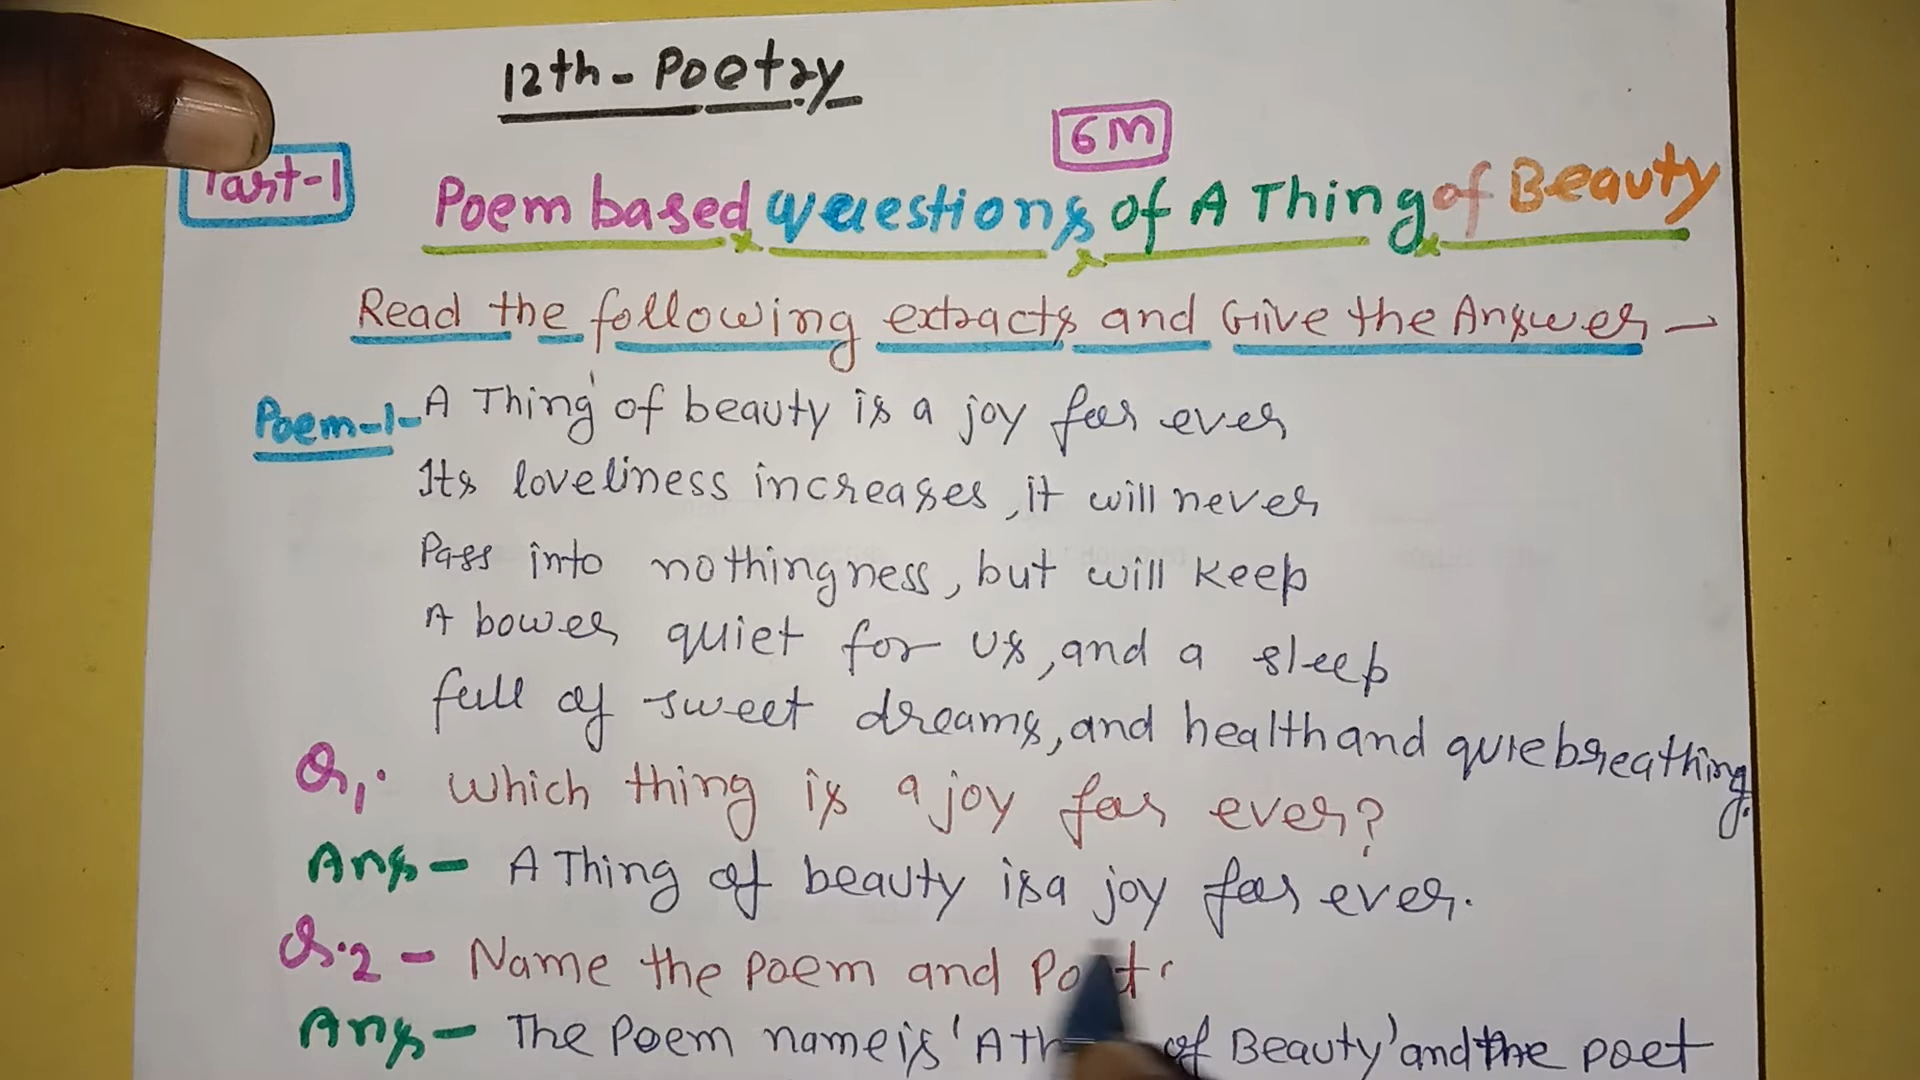 12th - Poetry
6M
Part-1
Poem based questions of A Thing of Beauty
Read the following extracts and Give the Answer -
Poem-1- A Thing of beauty is a joy for ever
Its loveliness increases, it will never
Pass into nothingness, but will keep
A bower quiet for us, and a sleep
full of sweet dreams, and health and quiebreathing.
Q.1. Which thing is a joy for ever?
Ans - A Thing of beauty is a joy for ever.
Q.2 - Name the poem and Poet.
Ans - The Poem name is 'A of Beauty' and the poet